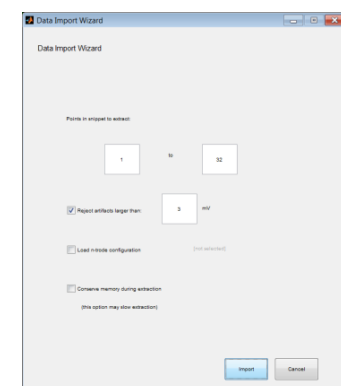 Data Import Wizard
Data Import Wizard
Points in snippet to extract:
1 to 32
Reject artifacts larger than: 3 mV
Load n-trode configuration (not selected)
Conserve memory during extraction
(this option may slow extraction)
Import Cancel